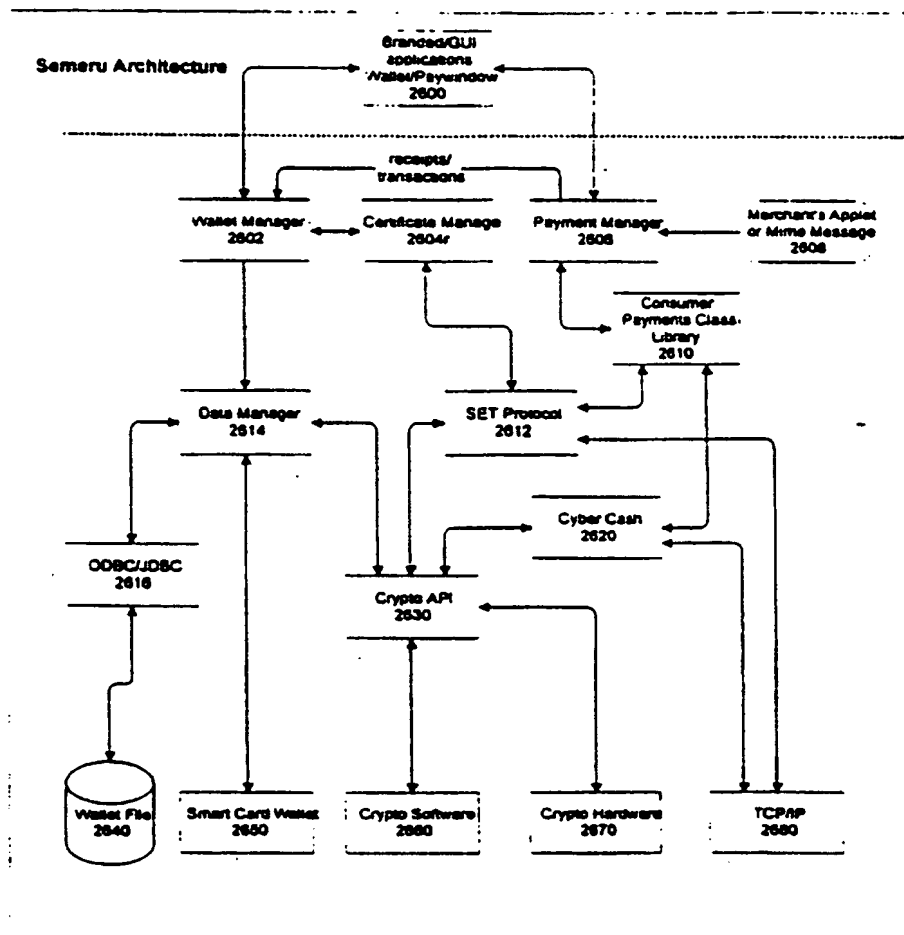 Semeru Architecture
Branded/GUI
applications
Wallet/Paywindow
2600
receipts/
transactions
Wallet Manager
2602
Certificate Manage
2604r
Payment Manager
2606
Merchant's Applet
or Mime Message
2608
Consumer
Payments Class
Library
2610
Data Manager
2614
SET Protocol
2612
Cyber Cash
2620
ODBC/JDBC
2616
Crypto API
2630
Wallet File
2640
Smart Card Wallet
2650
Crypto Software
2660
Crypto Hardware
2670
TCP/IP
2680